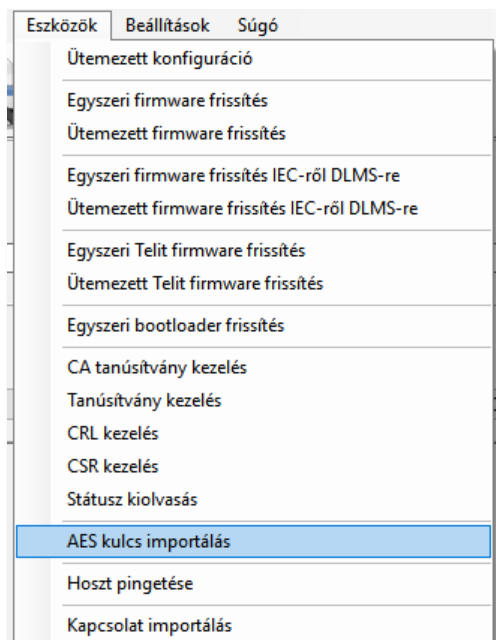 Eszközök Beállítások Súgó
Ütemezett konfiguráció
Egyszeri firmware frissítés
Ütemezett firmware frissítés
Egyszeri firmware frissítés IEC-ről DLMS-re
Ütemezett firmware frissítés IEC-ről DLMS-re
Egyszeri Telit firmware frissítés
Ütemezett Telit firmware frissítés
Egyszeri bootloader frissítés
CA tanúsítvány kezelés
Tanúsítvány kezelés
CRL kezelés
CSR kezelés
Státusz kiolvasás
AES kulcs importálás
Hoszt pingetése
Kapcsolat importálás